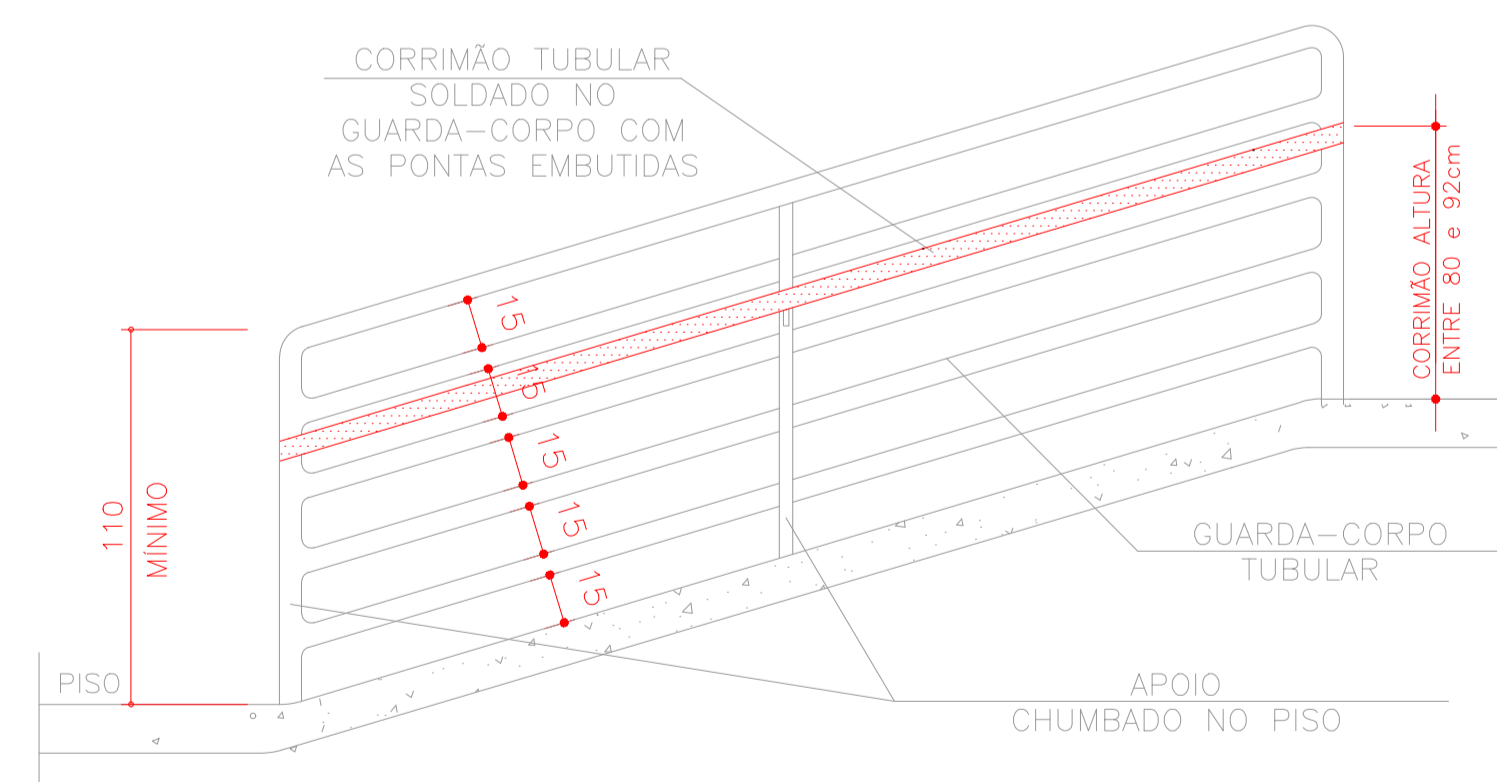 CORRIMÃO TUBULAR
SOLDADO NO
GUARDA-CORPO COM
AS PONTAS EMBUTIDAS
CORRIMÃO ALTURA
ENTRE 80 e 92cm
15
15
15
15
15
110
MÍNIMO
GUARDA-CORPO
TUBULAR
PISO
APOIO
CHUMBADO NO PISO